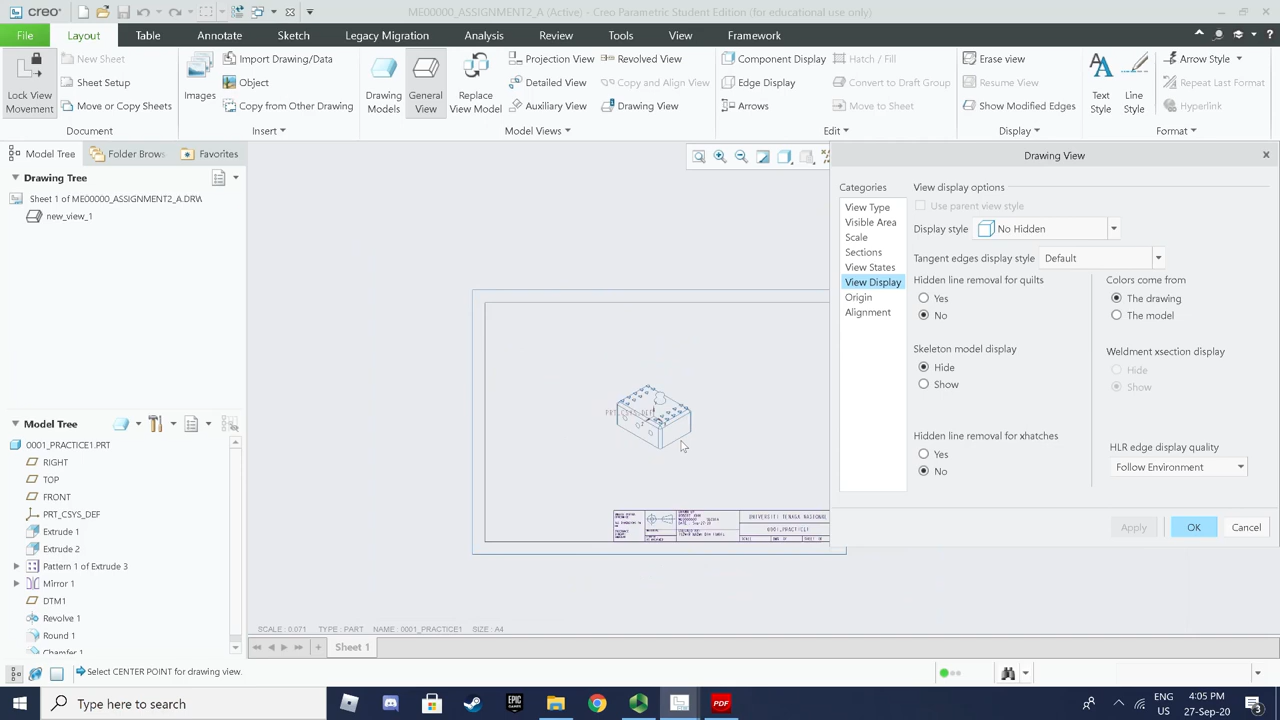 creo
ME00000_ASSIGNMENT2_A (Active) - Creo Parametric Student Edition (for educational use only)
File Layout Table Annotate Sketch Legacy Migration Analysis Review Tools View Framework
Lock View Movement
New Sheet
Sheet Setup
Move or Copy Sheets
Document
Images
Import Drawing/Data
Object
Copy from Other Drawing
Insert
Drawing Models
General View
Replace View Model
Projection View
Detailed View
Auxiliary View
Revolved View
Copy and Align View
Drawing View
Model Views
Component Display
Edge Display
Arrows
Hatch / Fill
Convert to Draft Group
Move to Sheet
Edit
Erase view
Resume View
Show Modified Edges
Display
Text Style
Line Style
Arrow Style
Repeat Last Format
Hyperlink
Format
Model Tree Folder Brows Favorites
Drawing Tree
Sheet 1 of ME00000_ASSIGNMENT2_A.DRW
new_view_1
Model Tree
0001_PRACTICE1.PRT
RIGHT
TOP
FRONT
PRT_CSYS_DEF
Extrude 1
Extrude 2
Pattern 1 of Extrude 3
Mirror 1
DTM1
Revolve 1
Round 1
Chamfer 1
PRT_CSYS_DEF
UNIVERSITI TENAGA NASIONAL
0001_PRACTICE1
SCALE : 0.071 TYPE : PART NAME : 0001_PRACTICE1 SIZE : A4
Sheet 1
Drawing View
Categories
View Type
Visible Area
Scale
Sections
View States
View Display
Origin
Alignment
View display options
Use parent view style
Display style No Hidden
Tangent edges display style Default
Hidden line removal for quilts
Yes
No
Skeleton model display
Hide
Show
Hidden line removal for xhatches
Yes
No
Colors come from
The drawing
The model
Weldment xsection display
Hide
Show
HLR edge display quality
Follow Environment
Apply OK Cancel
Select CENTER POINT for drawing view.
Type here to search
EPIC GAMES
PDF
ENG
US
4:05 PM
27-Sep-20